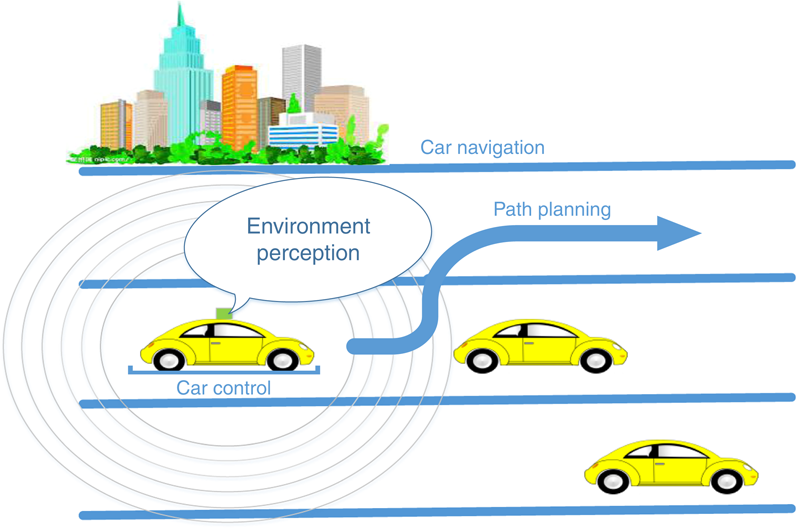 Car navigation
Path planning
Environment
perception
Car control